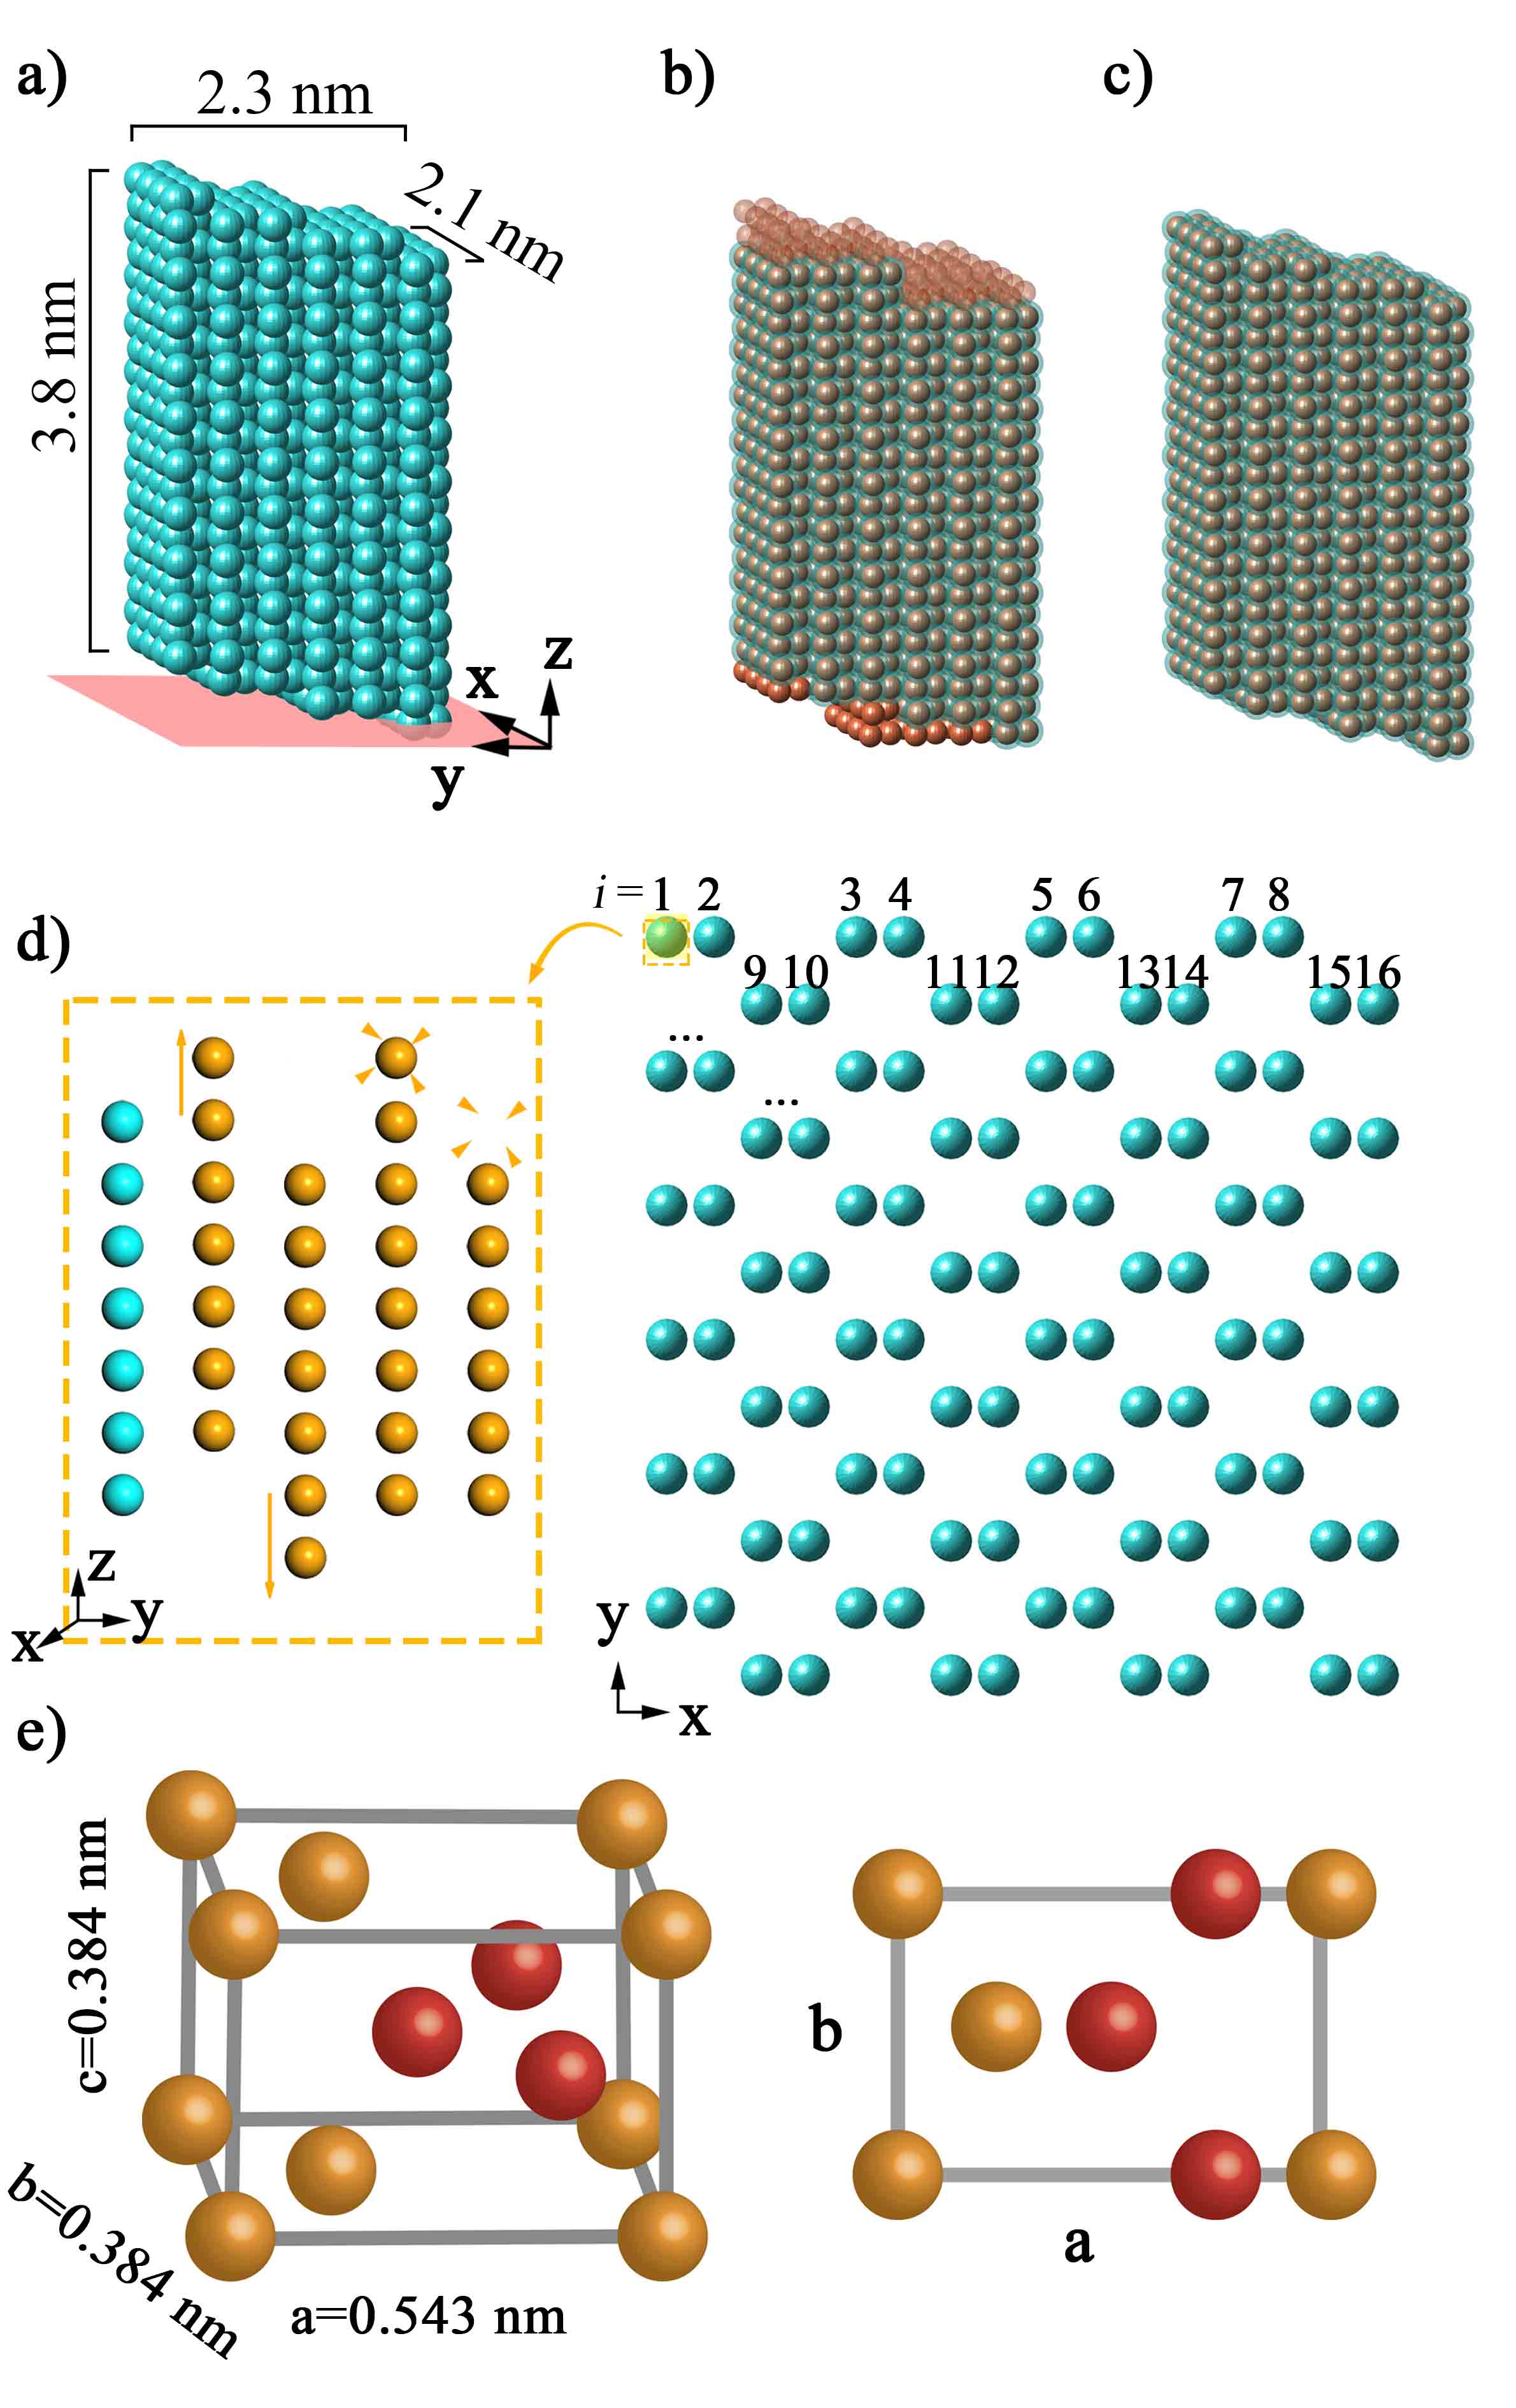 a)
2.3 nm
2.1 nm
3.8 nm
x
z
y
b)
c)
d)
i = 1 2 3 4 5 6 7 8
9 10 11 12 13 14 15 16
...
...
z
y
x
y
x
e)
c=0.384 nm
b=0.384 nm
a=0.543 nm
b
a